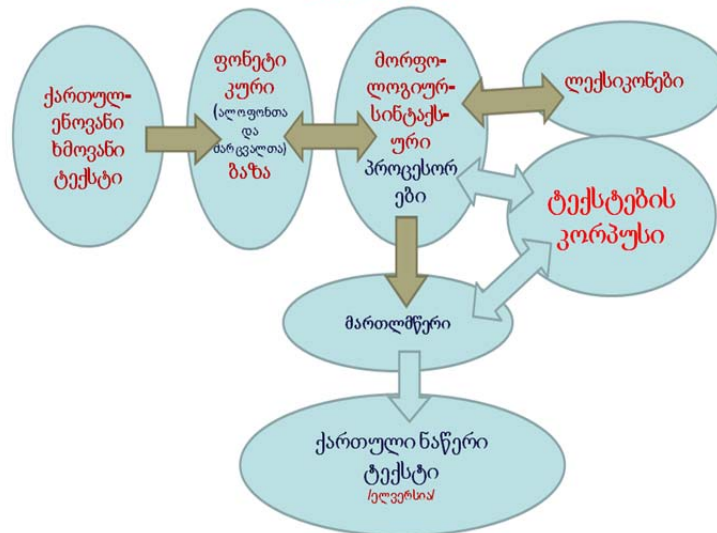 ქართულ-
ენოვანი
ხმოვანი
ტექსტი
ფონეტი
კური
(ალოფონთა
და
მარცვალთა)
ბაზა
მორფო-
ლოგიურ-
სინტაქს-
ური
პროცესორ
ები
ლექსიკონები
ტექსტების
კორპუსი
მართლმწერი
ქართული ნაწერი
ტექსტი
/ელვერსია/